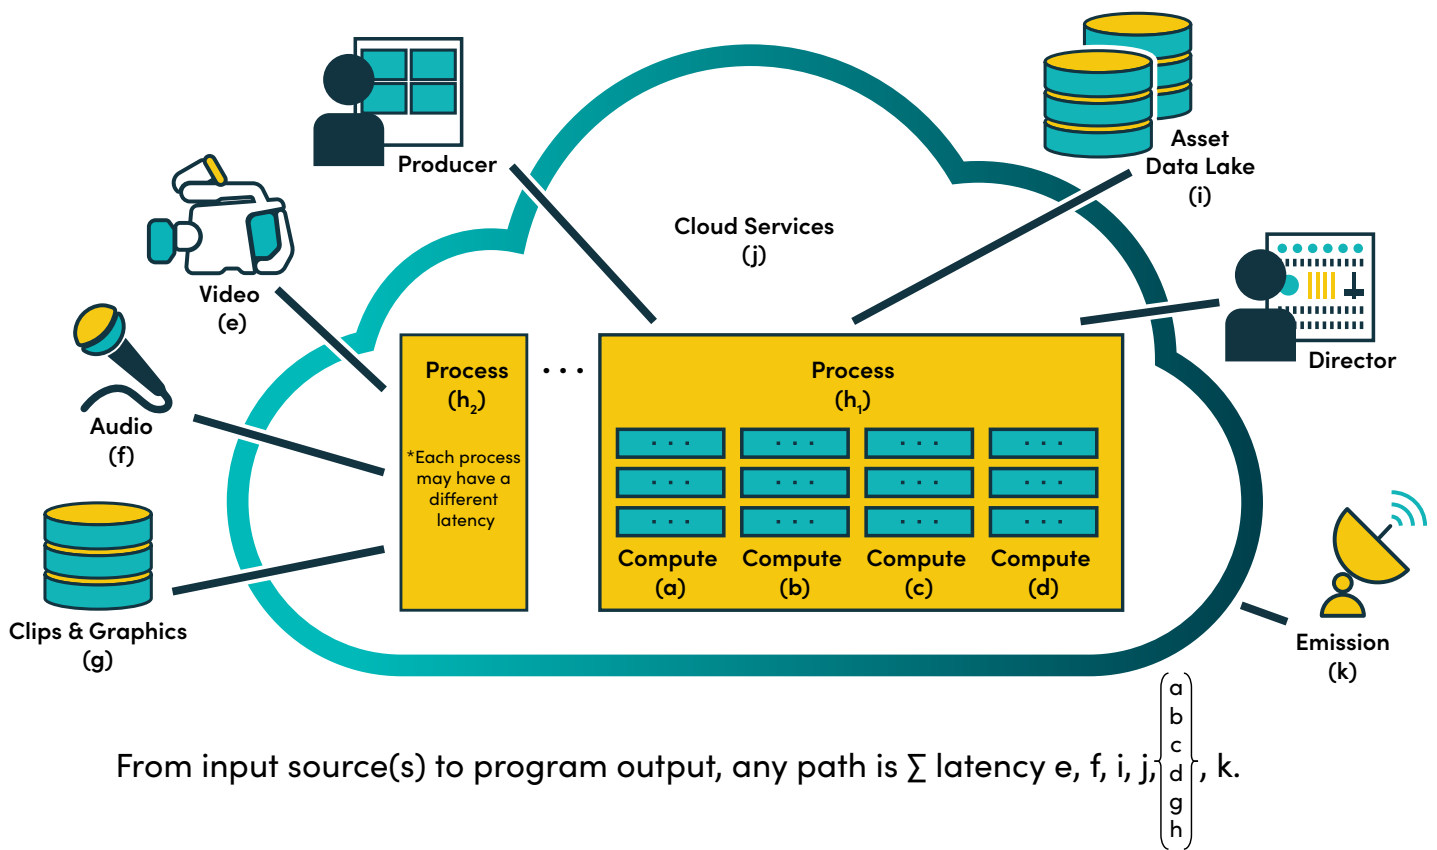 Producer
Asset
Data Lake
(i)
Cloud Services
(j)
Video
(e)
Director
Audio
(f)
Process
(h₂)
*Each process
may have a
different
latency
...
Process
(h₁)
... ... ... ...
... ... ... ...
... ... ... ...
Compute Compute Compute Compute
(a) (b) (c) (d)
Clips & Graphics
(g)
Emission
(k)
From input source(s) to program output, any path is ∑ latency e, f, i, j, { a b c d g h } , k.